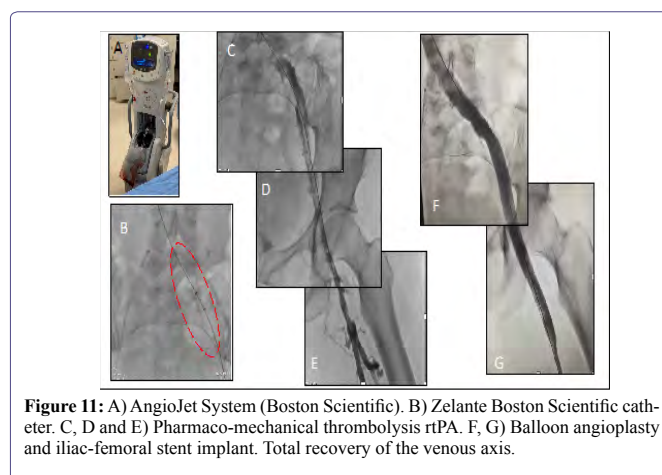 A
C
F
D
B
E
G
Figure 11: A) AngioJet System (Boston Scientific). B) Zelante Boston Scientific cath-
eter. C, D and E) Pharmaco-mechanical thrombolysis rtPA. F, G) Balloon angioplasty
and iliac-femoral stent implant. Total recovery of the venous axis.